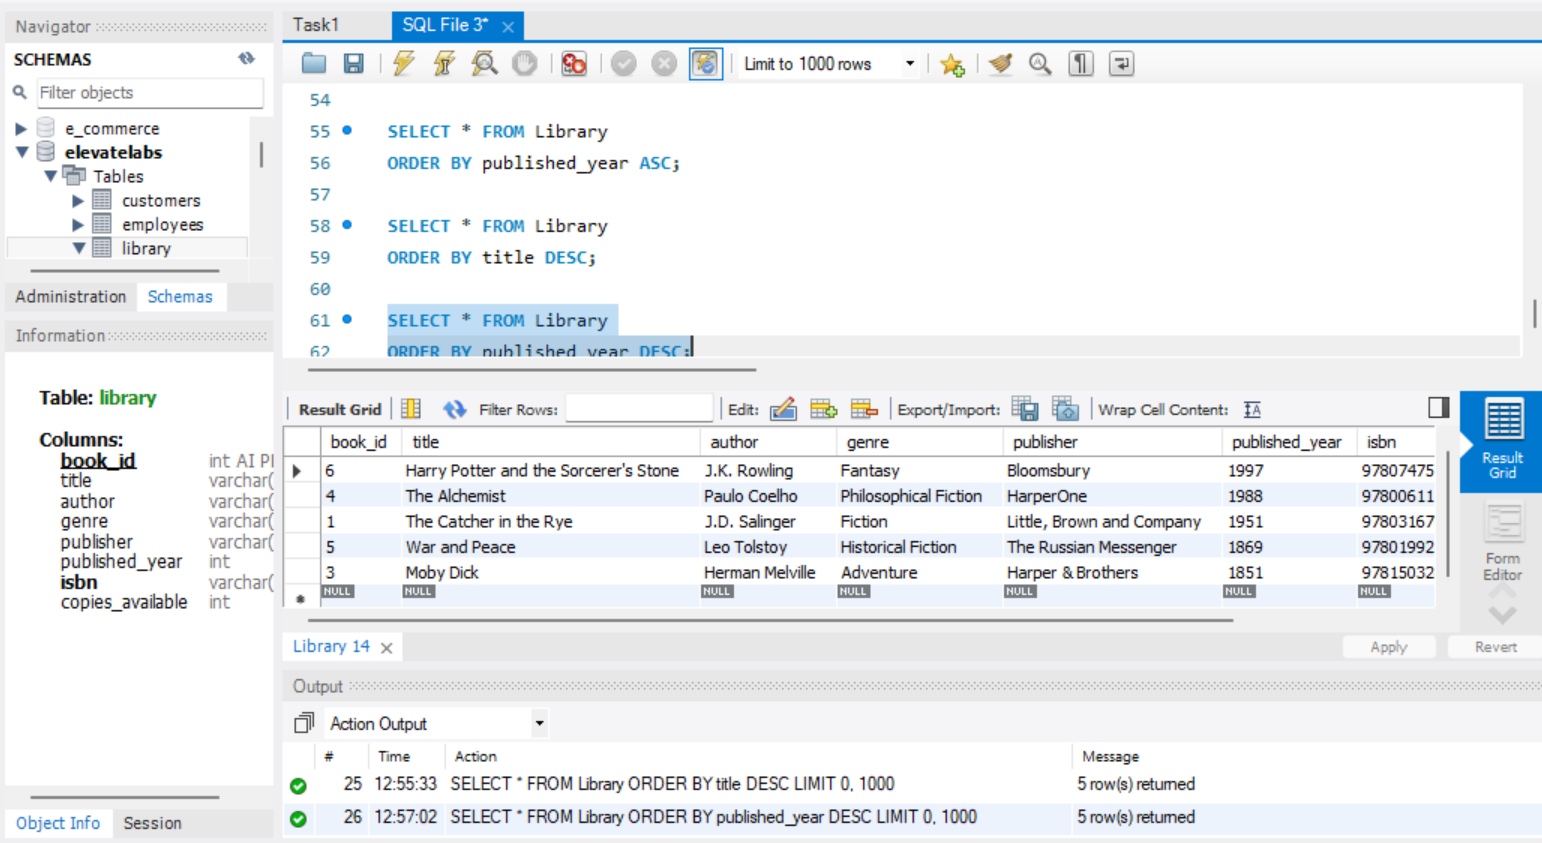 Navigator
SCHEMAS
Filter objects
e_commerce
elevatelabs
Tables
customers
employees
library
Administration Schemas
Information
Table: library
Columns:
book_id int AI PI
title varchar(
author varchar(
genre varchar(
publisher varchar(
published_year int
isbn varchar(
copies_available int
Object Info Session
Task1 SQL File 3*
Limit to 1000 rows
54
55 SELECT * FROM Library
56 ORDER BY published_year ASC;
57
58 SELECT * FROM Library
59 ORDER BY title DESC;
60
61 SELECT * FROM Library
62 ORDER BY published_year DESC;
Result Grid Filter Rows: Edit: Export/Import: Wrap Cell Content: IA
book_id title author genre publisher published_year isbn
6 Harry Potter and the Sorcerer's Stone J.K. Rowling Fantasy Bloomsbury 1997 97807475
4 The Alchemist Paulo Coelho Philosophical Fiction HarperOne 1988 97800611
1 The Catcher in the Rye J.D. Salinger Fiction Little, Brown and Company 1951 97803167
5 War and Peace Leo Tolstoy Historical Fiction The Russian Messenger 1869 97801992
3 Moby Dick Herman Melville Adventure Harper & Brothers 1851 97815032
NULL NULL NULL NULL NULL NULL NULL
Result
Grid
Form
Editor
Library 14 Apply Revert
Output
Action Output
# Time Action Message
25 12:55:33 SELECT * FROM Library ORDER BY title DESC LIMIT 0, 1000 5 row(s) returned
26 12:57:02 SELECT * FROM Library ORDER BY published_year DESC LIMIT 0, 1000 5 row(s) returned